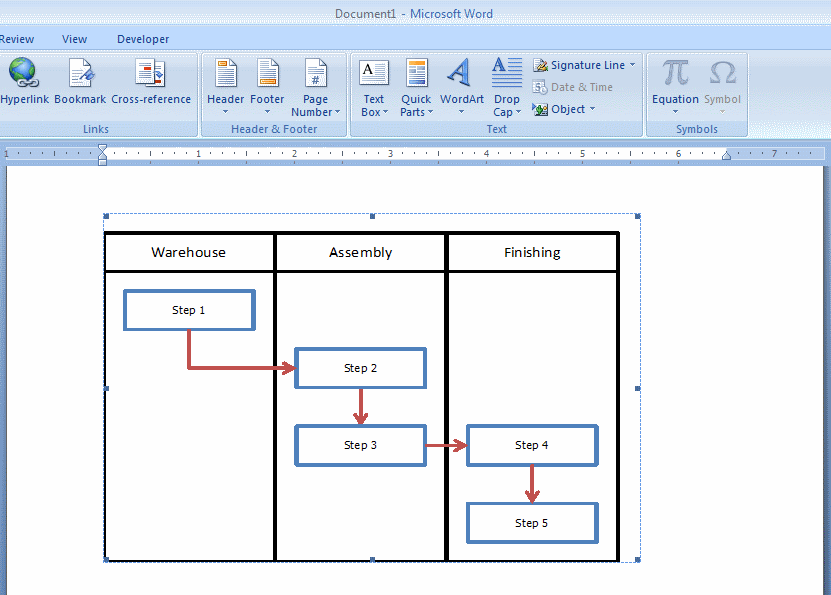 Document1 - Microsoft Word
Review View Developer
Hyperlink Bookmark Cross-reference
Links
Header Footer Page Number
Header & Footer
Text Box Quick Parts WordArt Drop Cap
Signature Line
Date & Time
Object
Text
Equation Symbol
π Ω
Symbols
1 1 2 3 4 5 6 7
Warehouse Assembly Finishing
Step 1
Step 2
Step 3 Step 4
Step 5